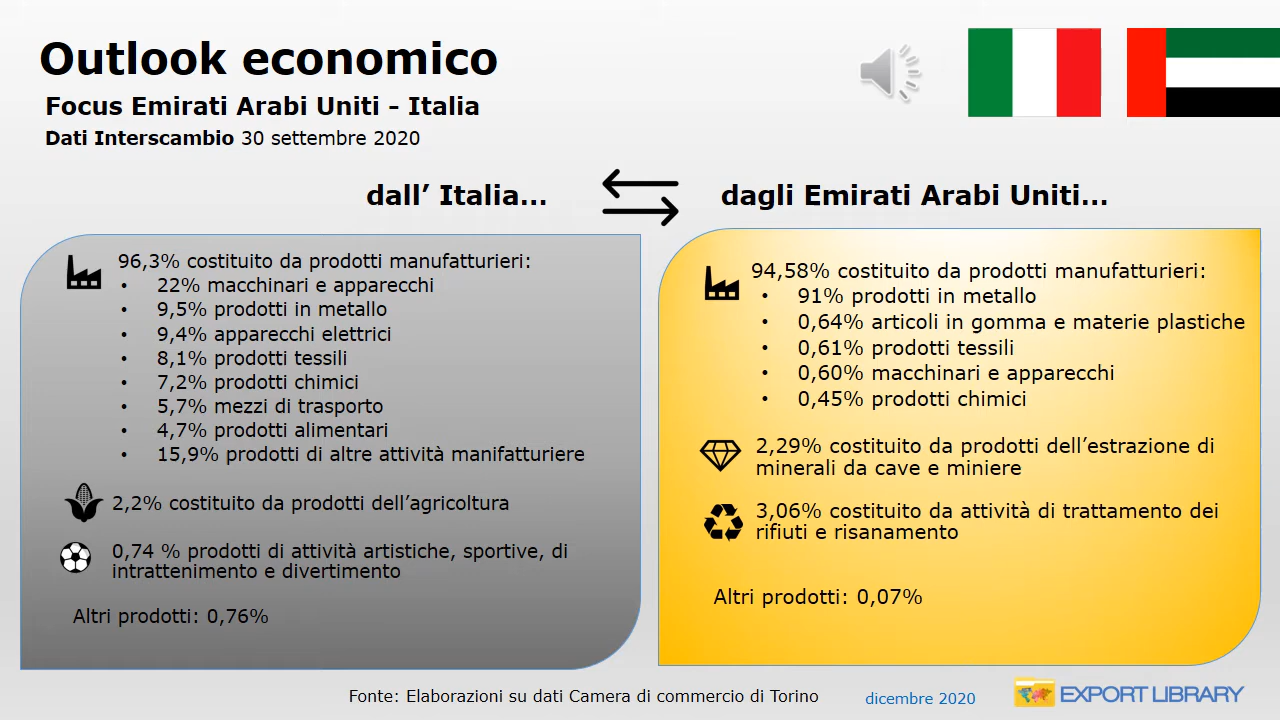 Outlook economico
Focus Emirati Arabi Uniti - Italia
Dati Interscambio 30 settembre 2020
dall’ Italia...
dagli Emirati Arabi Uniti...
96,3% costituito da prodotti manufatturieri:
• 22% macchinari e apparecchi
• 9,5% prodotti in metallo
• 9,4% apparecchi elettrici
• 8,1% prodotti tessili
• 7,2% prodotti chimici
• 5,7% mezzi di trasporto
• 4,7% prodotti alimentari
• 15,9% prodotti di altre attività manifatturiere
2,2% costituito da prodotti dell’agricoltura
0,74 % prodotti di attività artistiche, sportive, di
intrattenimento e divertimento
Altri prodotti: 0,76%
94,58% costituito da prodotti manufatturieri:
• 91% prodotti in metallo
• 0,64% articoli in gomma e materie plastiche
• 0,61% prodotti tessili
• 0,60% macchinari e apparecchi
• 0,45% prodotti chimici
2,29% costituito da prodotti dell’estrazione di
minerali da cave e miniere
3,06% costituito da attività di trattamento dei
rifiuti e risanamento
Altri prodotti: 0,07%
Fonte: Elaborazioni su dati Camera di commercio di Torino
dicembre 2020
EXPORT LIBRARY